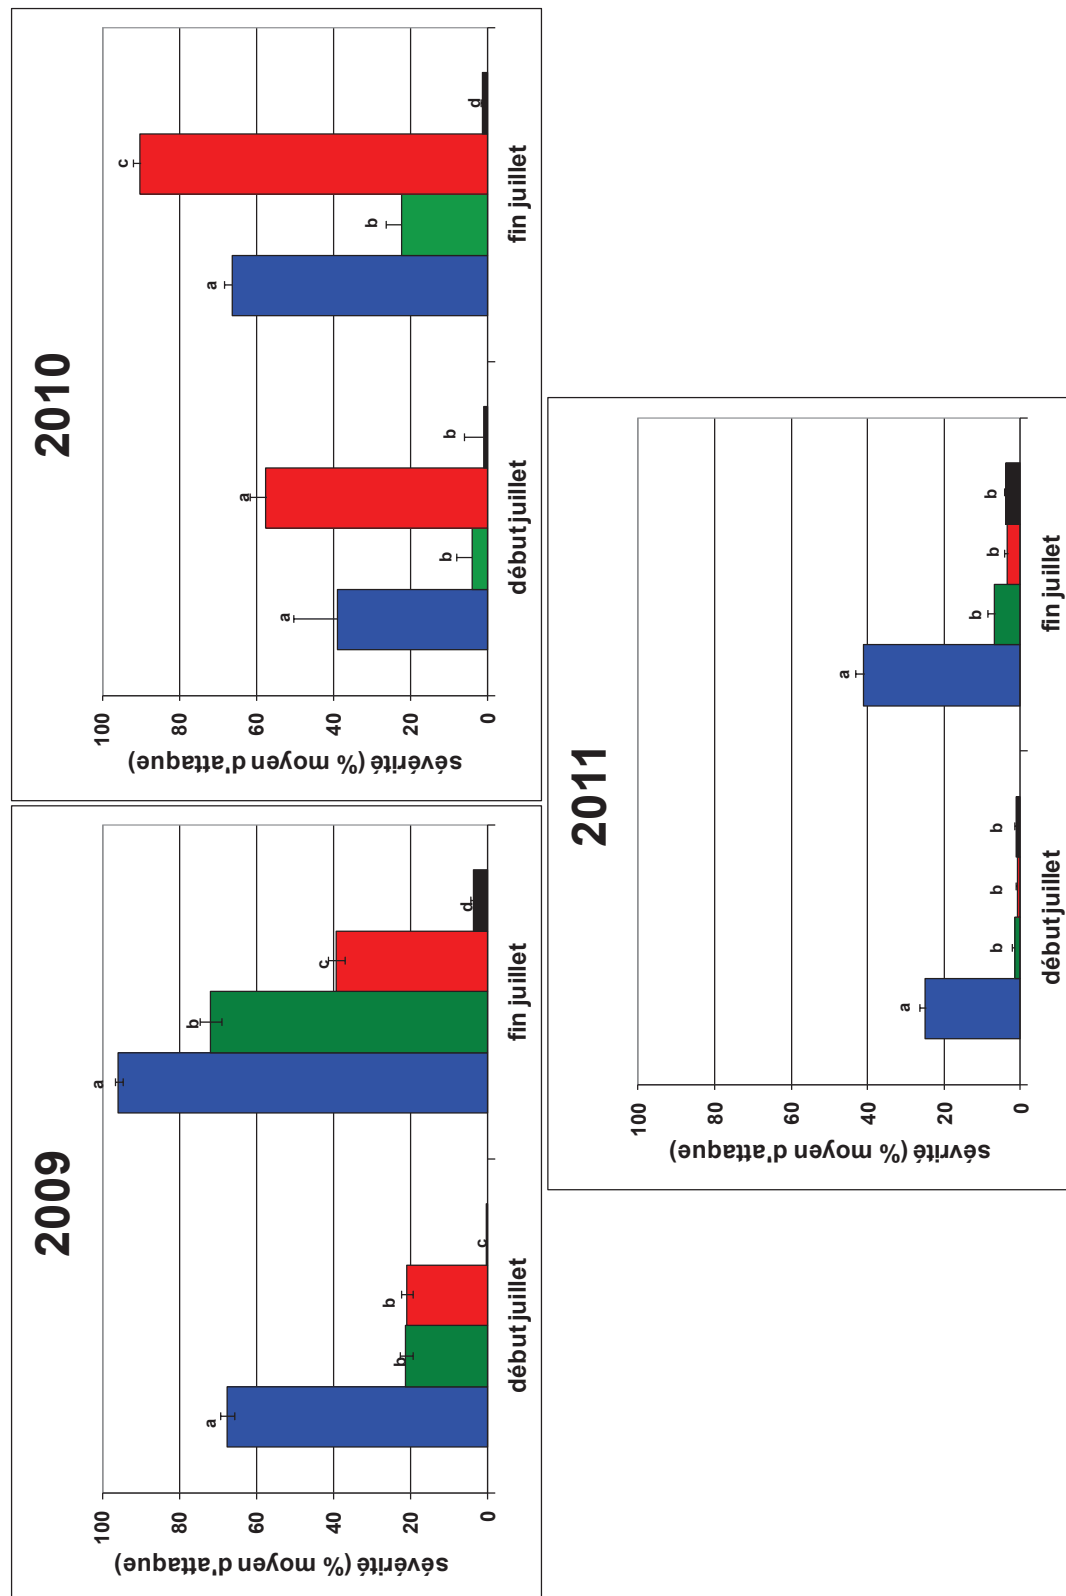 2009
sévérité (% moyen d'attaque)
100
80
60
40
20
0
a
b
b
c
a
b
c
d
début juillet
fin juillet
2010
sévérité (% moyen d'attaque)
100
80
60
40
20
0
a
b
a
b
a
b
c
d
début juillet
fin juillet
2011
sévrité (% moyen d'attaque)
100
80
60
40
20
0
a
b
b
b
a
b
b
b
début juillet
fin juillet